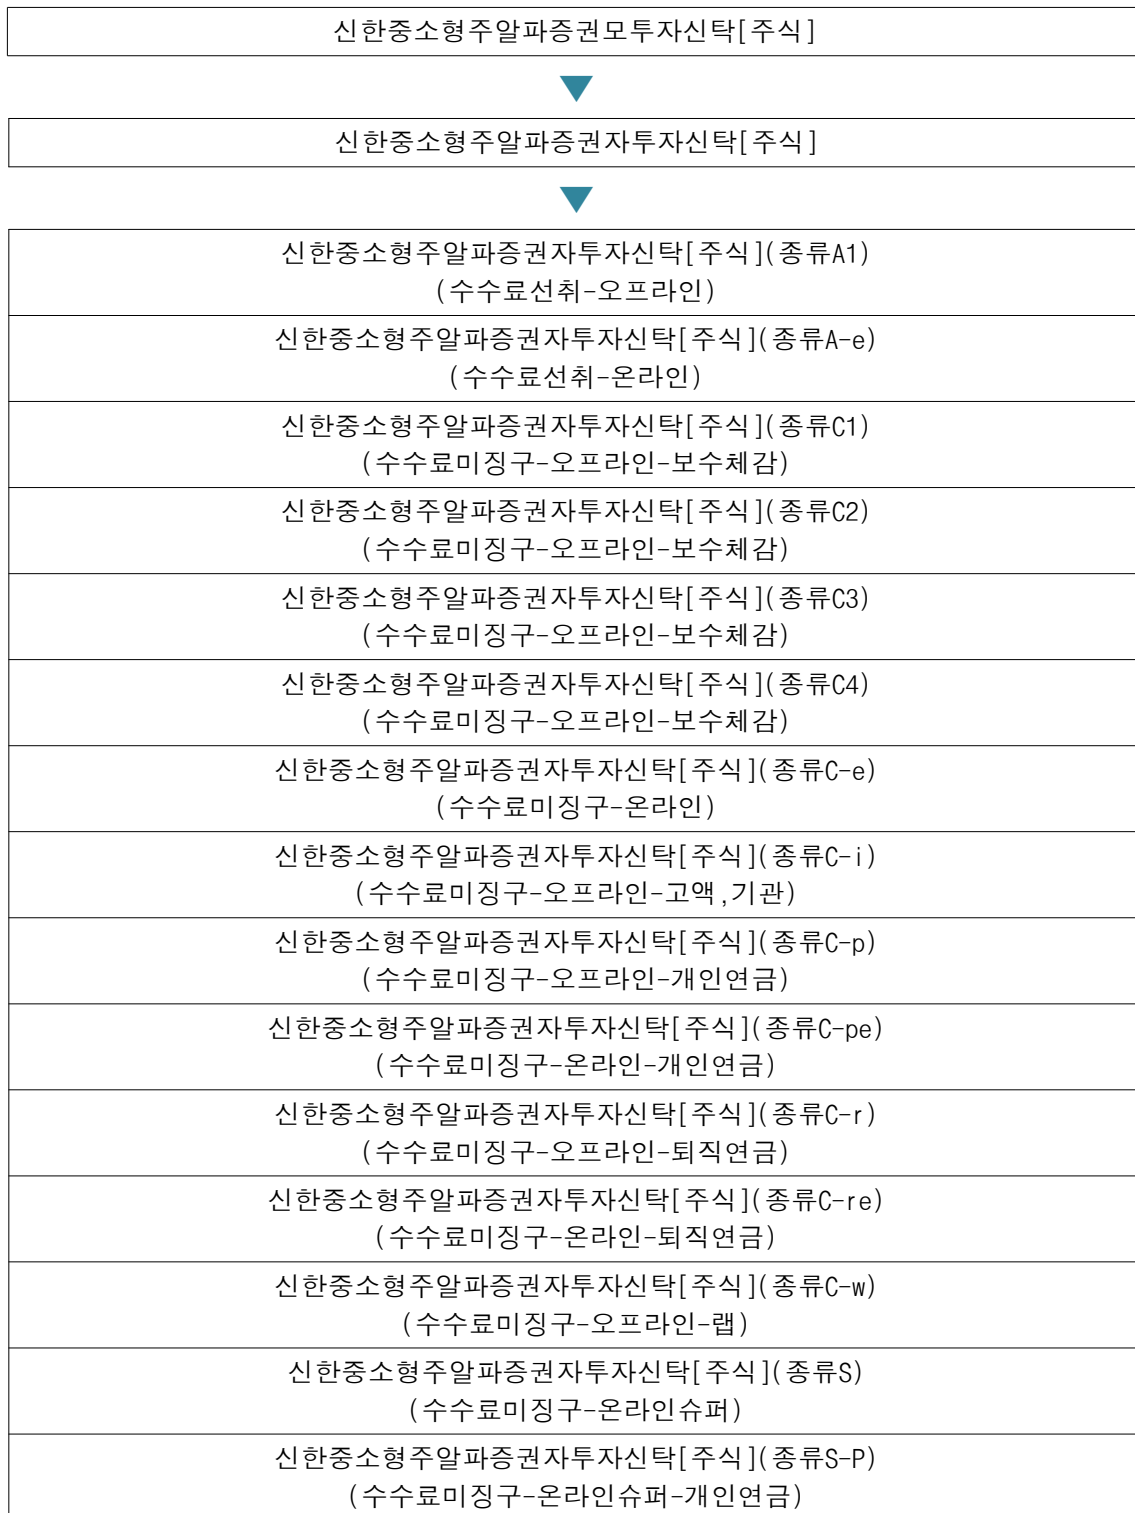 신한중소형주알파증권모투자신탁[주식]
신한중소형주알파증권자투자신탁[주식]
신한중소형주알파증권자투자신탁[주식](종류A1)
(수수료선취-오프라인)
신한중소형주알파증권자투자신탁[주식](종류A-e)
(수수료선취-온라인)
신한중소형주알파증권자투자신탁[주식](종류C1)
(수수료미징구-오프라인-보수체감)
신한중소형주알파증권자투자신탁[주식](종류C2)
(수수료미징구-오프라인-보수체감)
신한중소형주알파증권자투자신탁[주식](종류C3)
(수수료미징구-오프라인-보수체감)
신한중소형주알파증권자투자신탁[주식](종류C4)
(수수료미징구-오프라인-보수체감)
신한중소형주알파증권자투자신탁[주식](종류C-e)
(수수료미징구-온라인)
신한중소형주알파증권자투자신탁[주식](종류C-i)
(수수료미징구-오프라인-고액,기관)
신한중소형주알파증권자투자신탁[주식](종류C-p)
(수수료미징구-오프라인-개인연금)
신한중소형주알파증권자투자신탁[주식](종류C-pe)
(수수료미징구-온라인-개인연금)
신한중소형주알파증권자투자신탁[주식](종류C-r)
(수수료미징구-오프라인-퇴직연금)
신한중소형주알파증권자투자신탁[주식](종류C-re)
(수수료미징구-온라인-퇴직연금)
신한중소형주알파증권자투자신탁[주식](종류C-w)
(수수료미징구-오프라인-랩)
신한중소형주알파증권자투자신탁[주식](종류S)
(수수료미징구-온라인슈퍼)
신한중소형주알파증권자투자신탁[주식](종류S-P)
(수수료미징구-온라인슈퍼-개인연금)